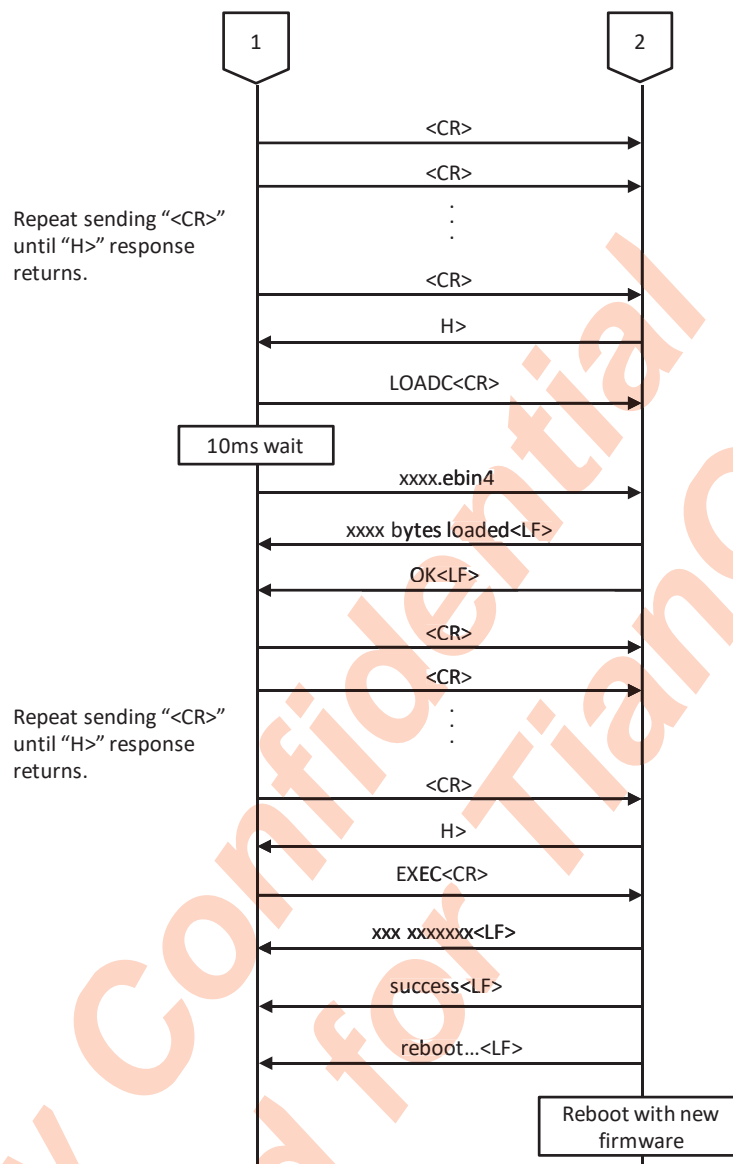 1
2
<CR>
<CR>
.
.
.
Repeat sending “<CR>”
until “H>” response
returns.
<CR>
H>
LOADC<CR>
10ms wait
xxxx.ebin4
xxxx bytes loaded<LF>
OK<LF>
<CR>
<CR>
.
.
.
Repeat sending “<CR>”
until “H>” response
returns.
<CR>
H>
EXEC<CR>
xxx xxxxxxx<LF>
success<LF>
reboot...<LF>
Reboot with new
firmware
Confidential
for